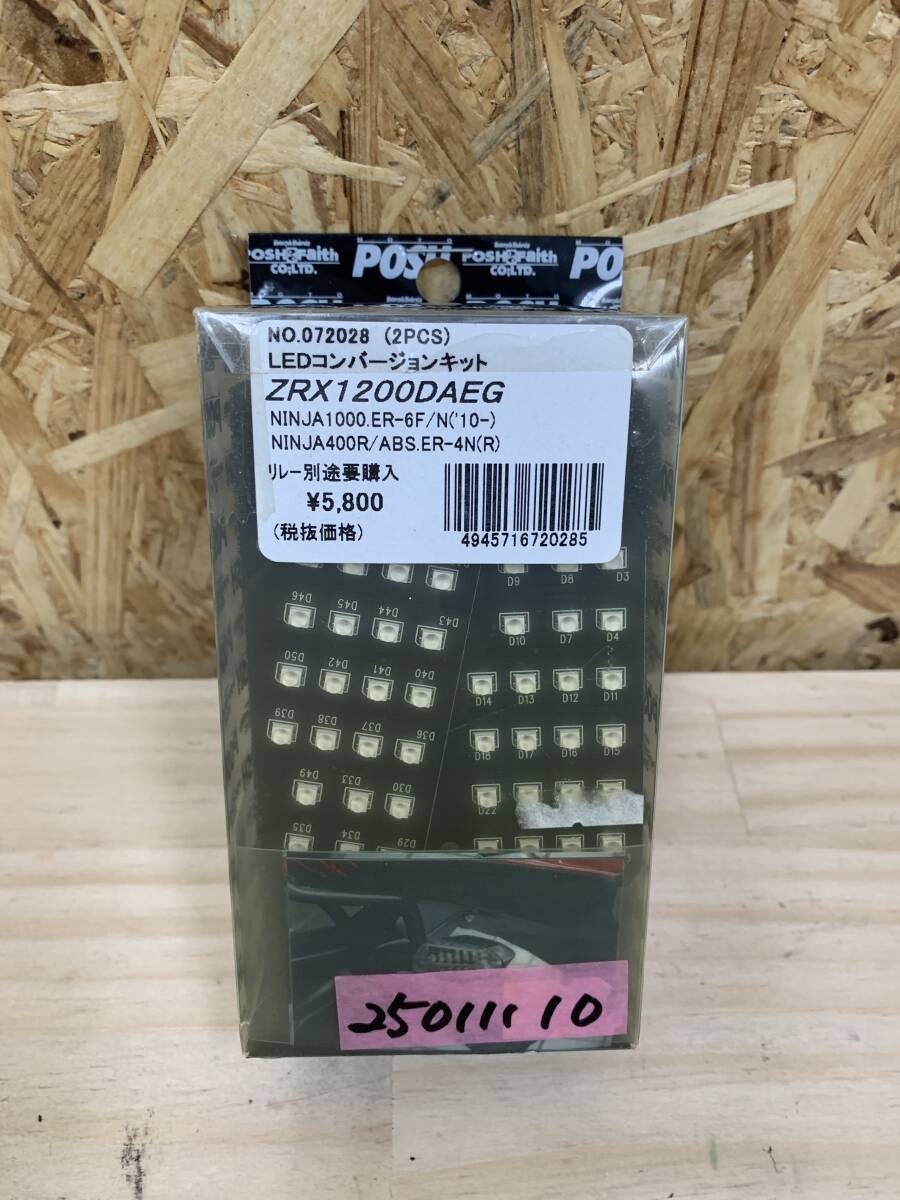 POSH&Faith
CO;LTD.
POSH
POSH&Faith
CO;LTD.
NO.072028 (2PCS)
LEDコンバージョンキット
ZRX1200DAEG
NINJA1000.ER-6F/N('10-)
NINJA400R/ABS.ER-4N(R)
リレー別途要購入
¥5,800
(税抜価格)
4945716720285
D9 D8 D3
D46 D45 D44 D43
D10 D7 D4
D50 D42 D41 D40
D14 D13 D12 D11
D39 D38 D37 D36
D18 D17 D16 D15
D49 D33 D30
D22
D35 D34 D29
25011110